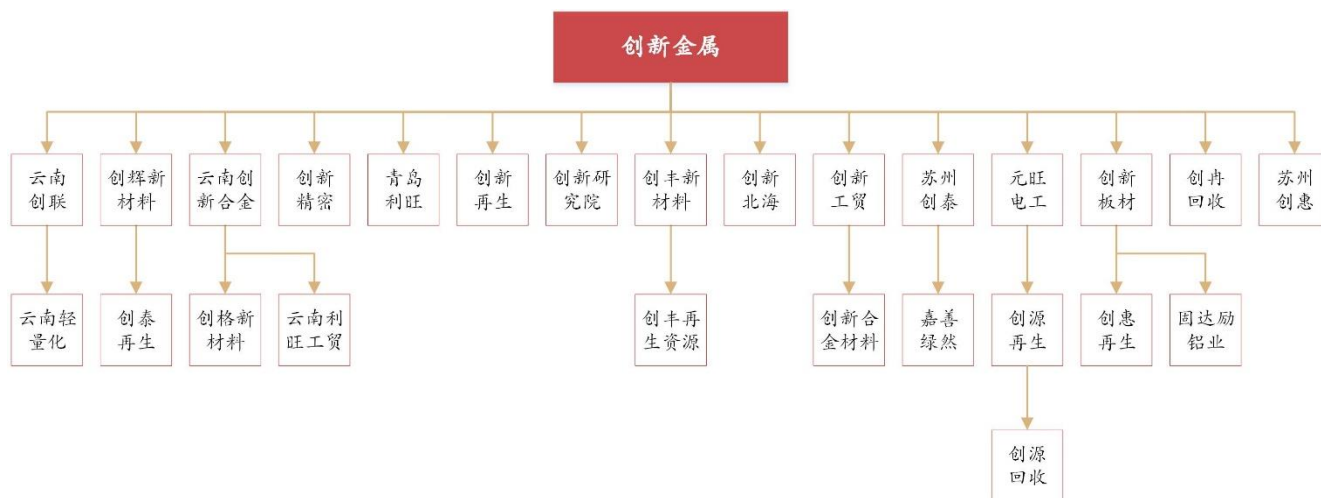 创新金属
云南
创联
创辉新
材料
云南创
新合金
创新
精密
青岛
利旺
创新
再生
创新研
究院
创丰新
材料
创新
北海
创新
工贸
苏州
创泰
元旺
电工
创新
板材
创冉
回收
苏州
创惠
云南轻
量化
创泰
再生
创格新
材料
云南利
旺工贸
创丰再
生资源
创新合
金材料
嘉善
绿然
创源
再生
创惠
再生
固达励
铝业
创源
回收